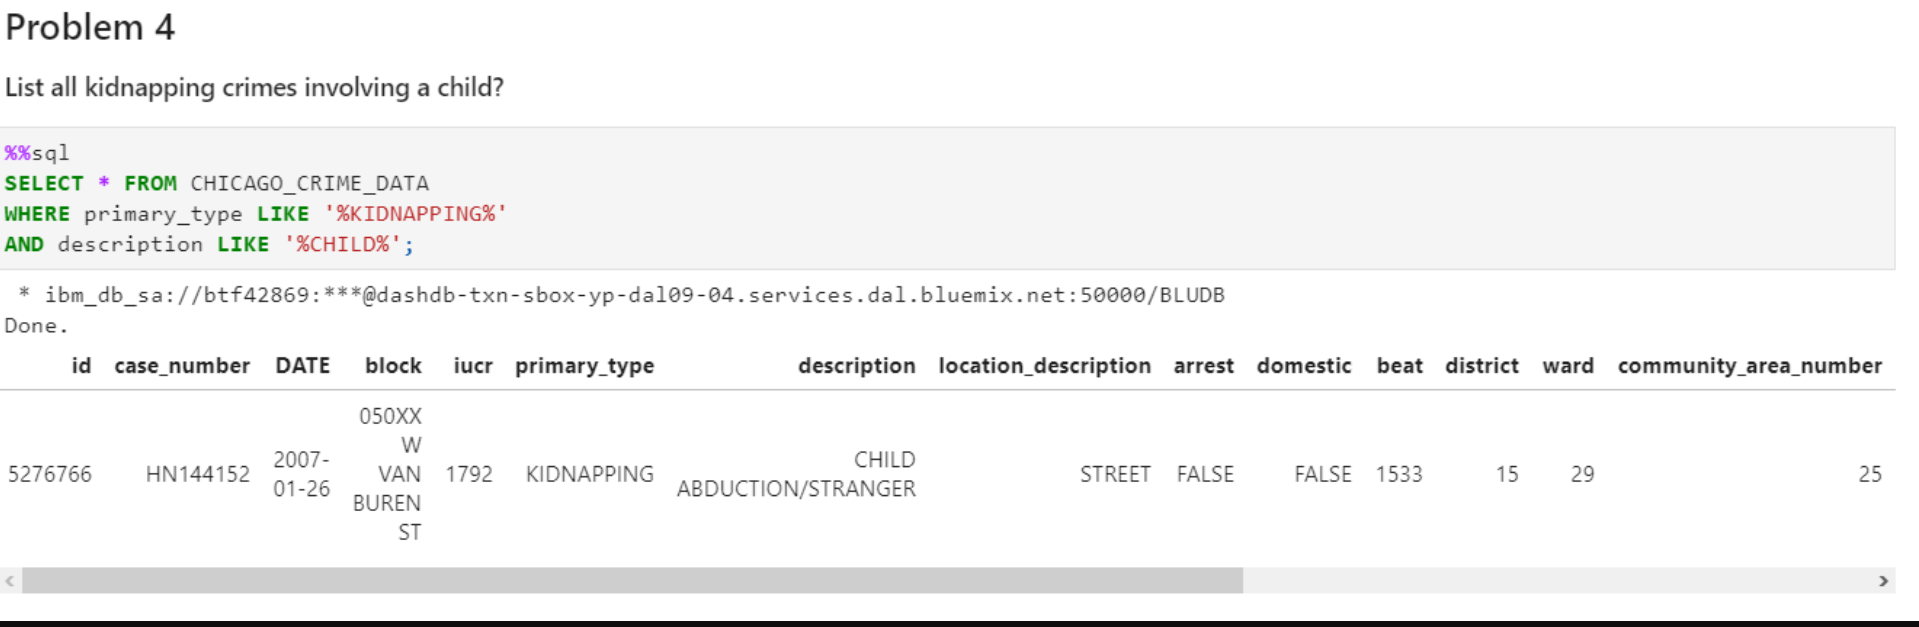 Problem 4
List all kidnapping crimes involving a child?
%%sql
SELECT * FROM CHICAGO_CRIME_DATA
WHERE primary_type LIKE '%KIDNAPPING%'
AND description LIKE '%CHILD%';
* ibm_db_sa://btf42869:***@dashdb-txn-sbox-yp-dal09-04.services.dal.bluemix.net:50000/BLUDB
Done.
id case_number DATE block iucr primary_type description location_description arrest domestic beat district ward community_area_number
5276766 HN144152 2007-
01-26 050XX
W
VAN
BUREN
ST 1792 KIDNAPPING CHILD
ABDUCTION/STRANGER STREET FALSE FALSE 1533 15 29 25